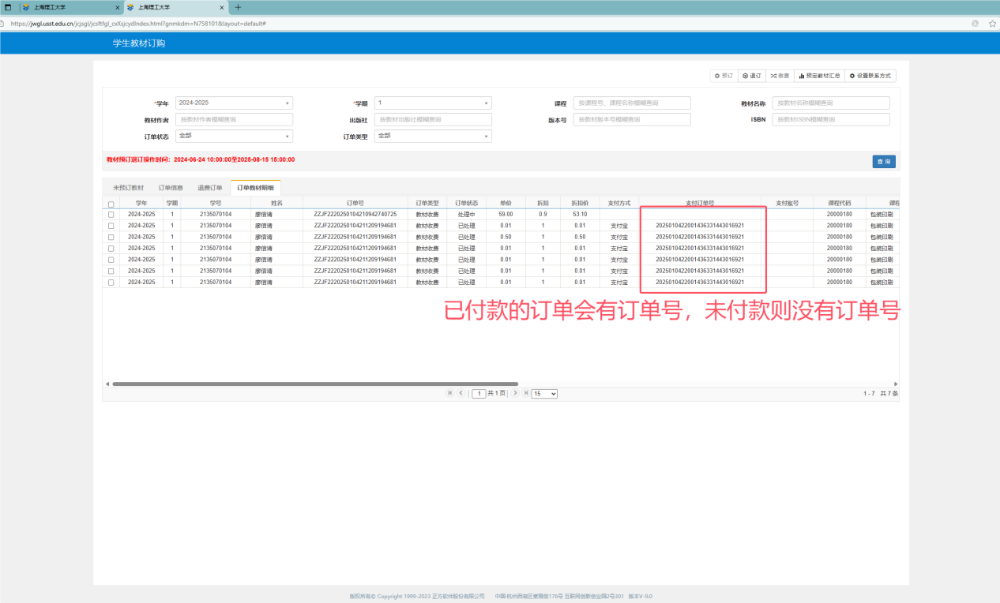 上海理工大学
上海理工大学
https://jwgl.usst.edu.cn/jcjsgl/jcsftfgl_cxXsjcydIndex.html?gnmkdm=N758101&layout=default#
学生教材订购
预订 退订 缴费 预定教材汇总 设置联系方式
*学年 2024-2025 *学期 1 课程 按课程号、课程名称模糊查询 教材名称 按教材名称模糊查询
教材作者 按教材作者模糊查询 出版社 按教材出版社模糊查询 版本号 按教材版本号模糊查询 ISBN 按教材ISBN模糊查询
订单状态 全部 订单类型 全部
教材预订退订操作时间：2024-06-24 10:00:00至2025-08-15 15:00:00 查 询
未预订教材 订单信息 退费订单 订单教材明细
学年 学期 学号 姓名 订单号 订单类型 订单状态 单价 折扣 折扣价 支付方式 支付订单号 支付账号 课程代码 课程
2024-2025 1 2135070104 廖信请 ZZJF2220250104210942740725 教材收费 处理中 59.00 0.9 53.10 20000180 包装印刷
2024-2025 1 2135070104 廖信请 ZZJF2220250104211209194681 教材收费 已处理 0.01 1 0.01 支付宝 2025010422001436331443016921 20000180 包装印刷
2024-2025 1 2135070104 廖信请 ZZJF2220250104211209194681 教材收费 已处理 0.50 1 0.50 支付宝 2025010422001436331443016921 20000180 包装印刷
2024-2025 1 2135070104 廖信请 ZZJF2220250104211209194681 教材收费 已处理 0.01 1 0.01 支付宝 2025010422001436331443016921 20000180 包装印刷
2024-2025 1 2135070104 廖信请 ZZJF2220250104211209194681 教材收费 已处理 0.01 1 0.01 支付宝 2025010422001436331443016921 20000180 包装印刷
2024-2025 1 2135070104 廖信请 ZZJF2220250104211209194681 教材收费 已处理 0.01 1 0.01 支付宝 2025010422001436331443016921 20000180 包装印刷
2024-2025 1 2135070104 廖信请 ZZJF2220250104211209194681 教材收费 已处理 0.01 1 0.01 支付宝 2025010422001436331443016921 20000180 包装印刷
已付款的订单会有订单号，未付款则没有订单号
1 共 1 页 15 1 - 7 共 7 条
版权所有© Copyright 1999-2023 正方软件股份有限公司 中国·杭州西湖区紫霞街176号 互联网创新创业园2号301 版本V-9.0